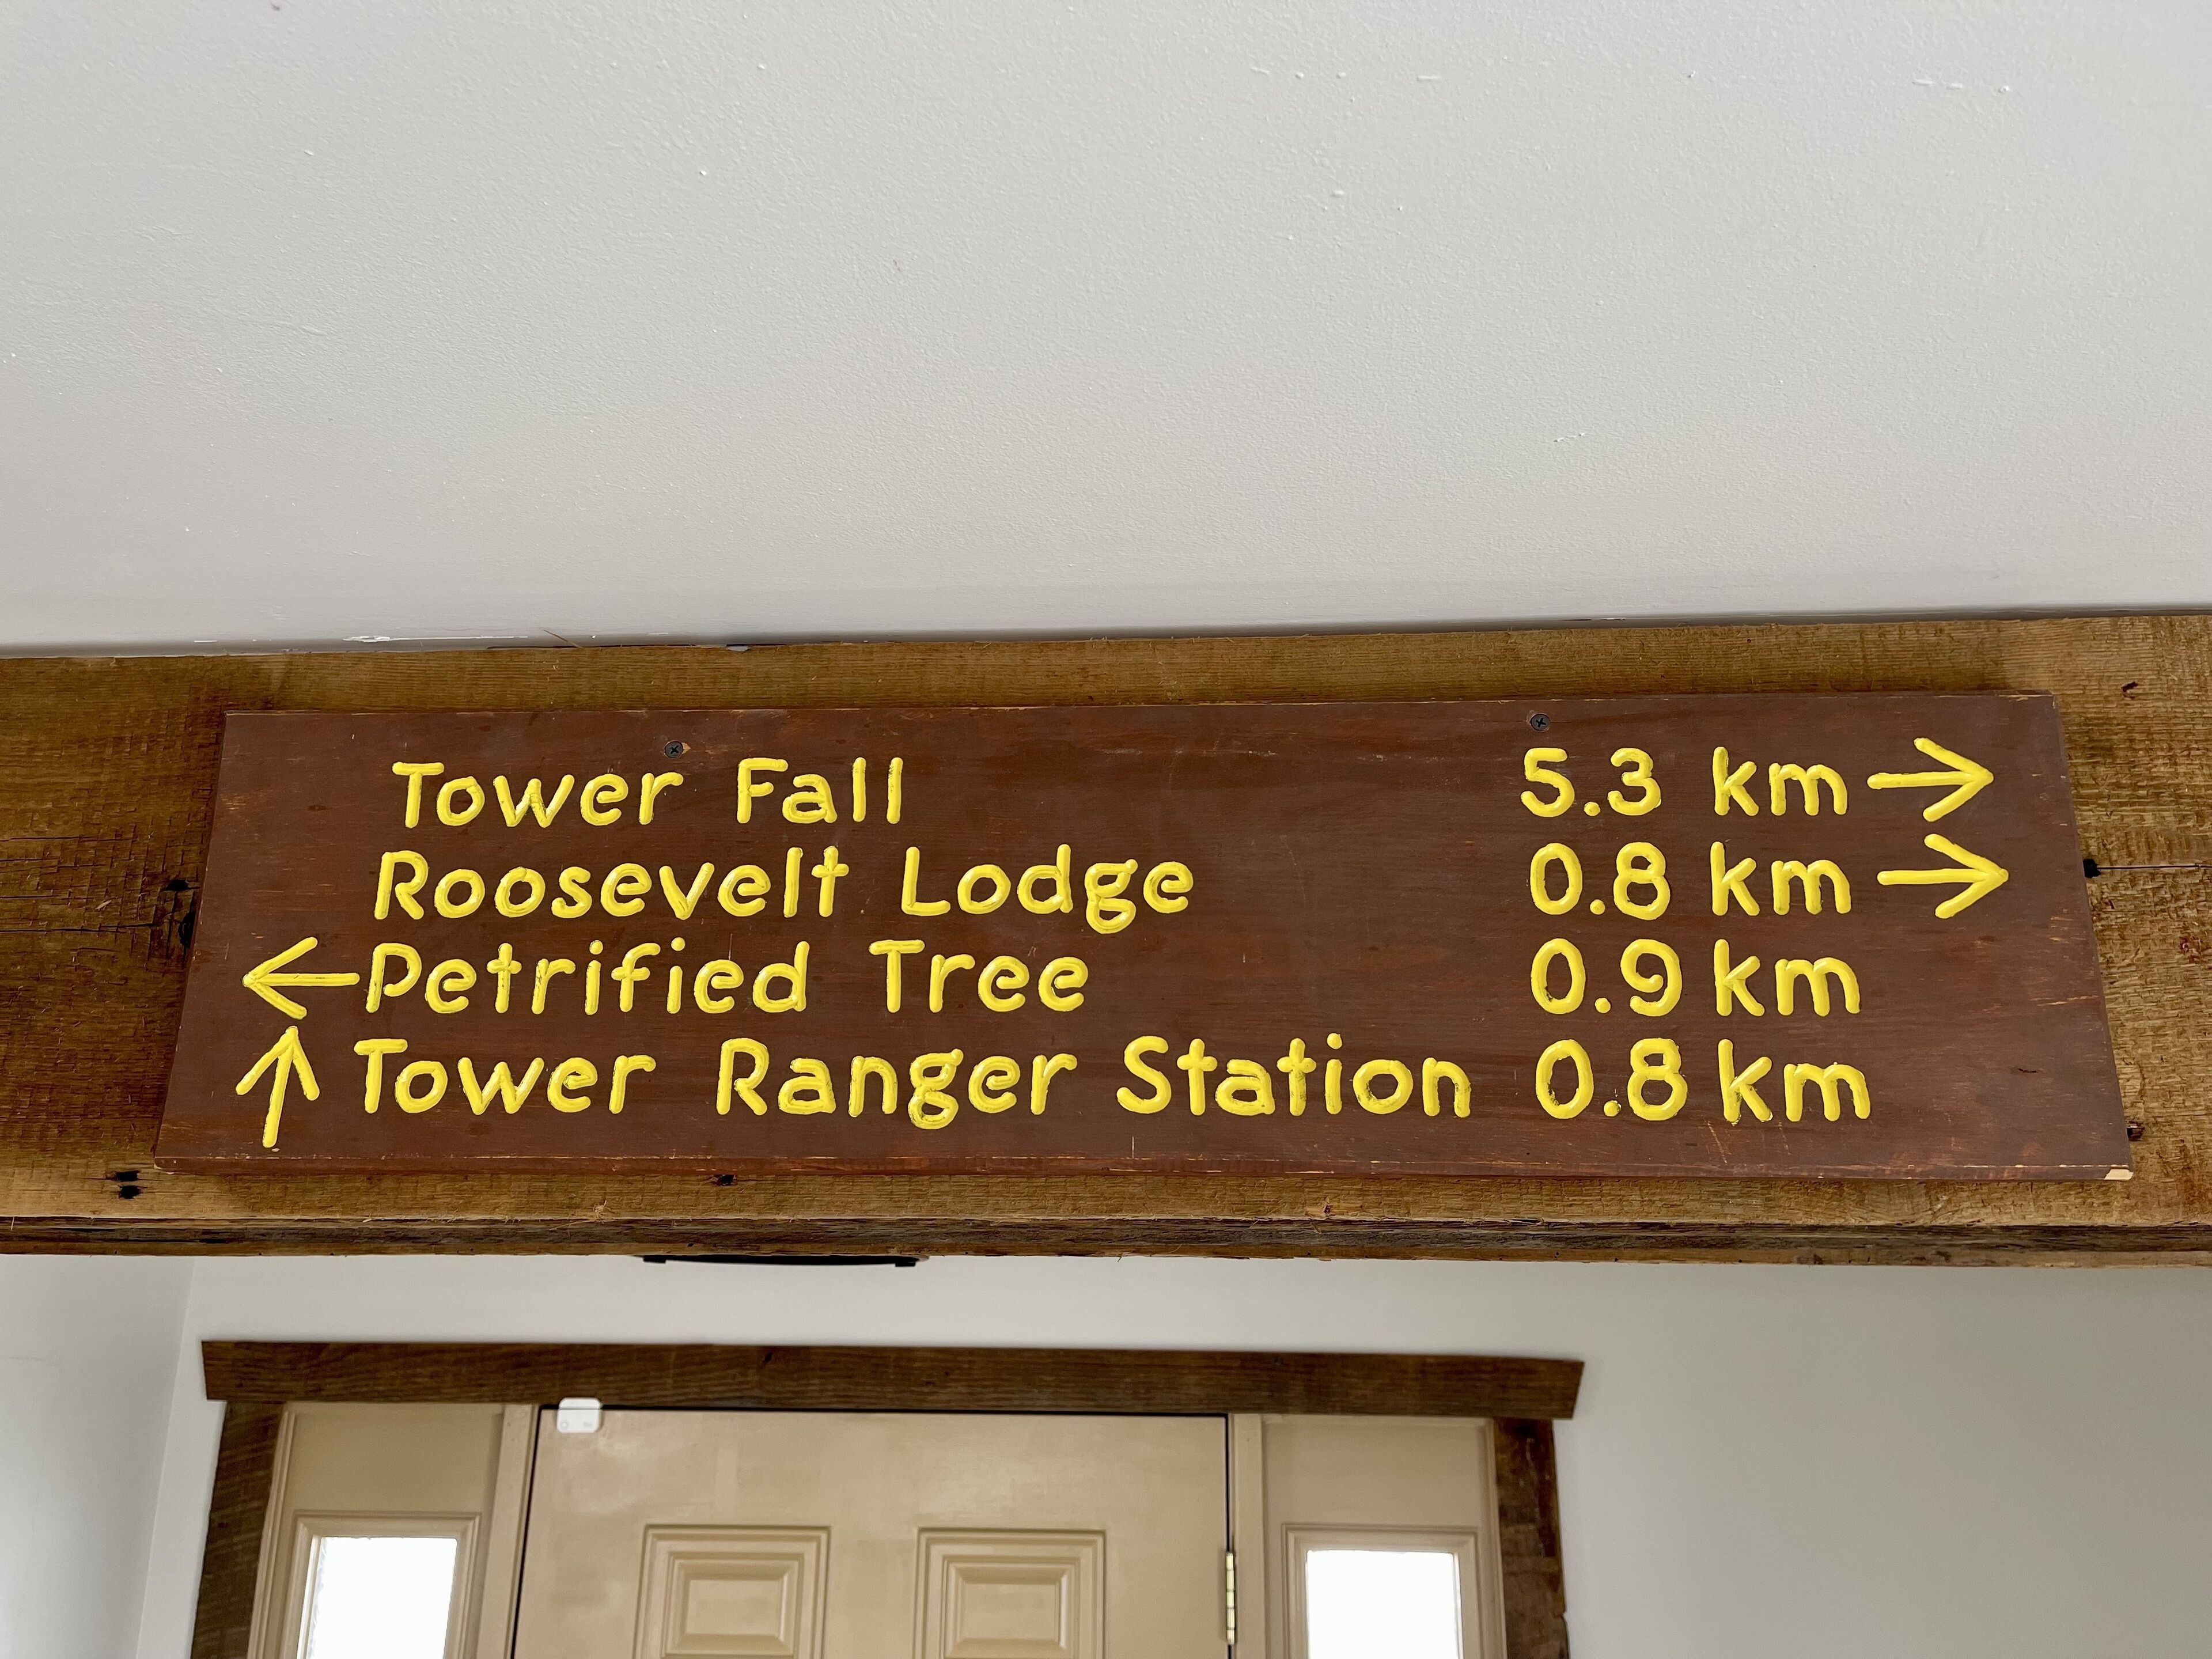 Tower Fall 5.3 km →
Roosevelt Lodge 0.8 km →
← Petrified Tree 0.9 km
↑ Tower Ranger Station 0.8 km